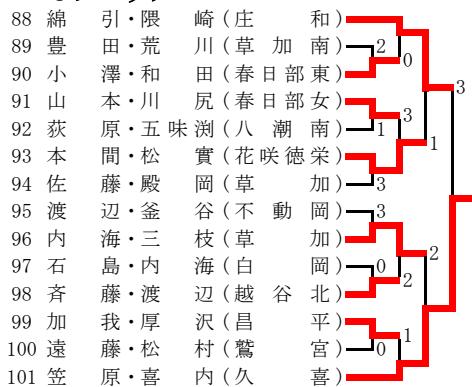 88 綿引・隈崎(庄和)
89 豊田・荒川(草加南)
90 小澤・和田(春日部東)
91 山本・川尻(春日部女)
92 荻原・五味渕(八潮南)
93 本間・松實(花咲徳栄)
94 佐藤・殿岡(草加)
95 渡辺・釜谷(不動岡)
96 内海・三枝(草加)
97 石島・内海(白岡)
98 斉藤・渡辺(越谷北)
99 加我・厚沢(昌平)
100 遠藤・松村(鷲宮)
101 笠原・喜内(久喜)
2
0
3
3
1
1
3
3
2
0
2
1
0